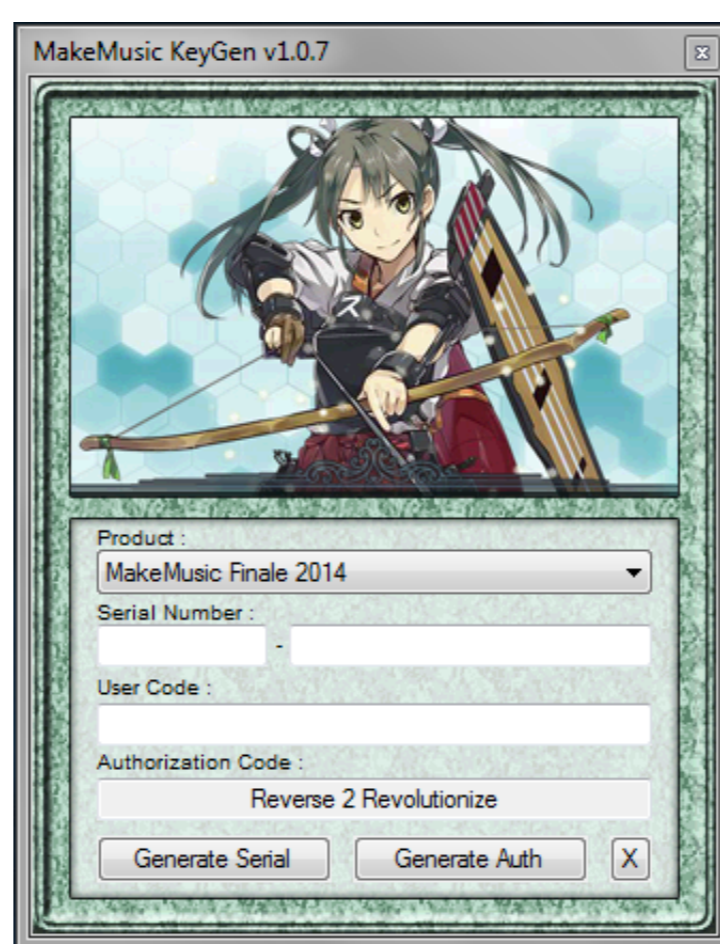 MakeMusic KeyGen v1.0.7
ス
Product :
MakeMusic Finale 2014
Serial Number :
-
User Code :
Authorization Code :
Reverse 2 Revolutionize
Generate Serial Generate Auth X